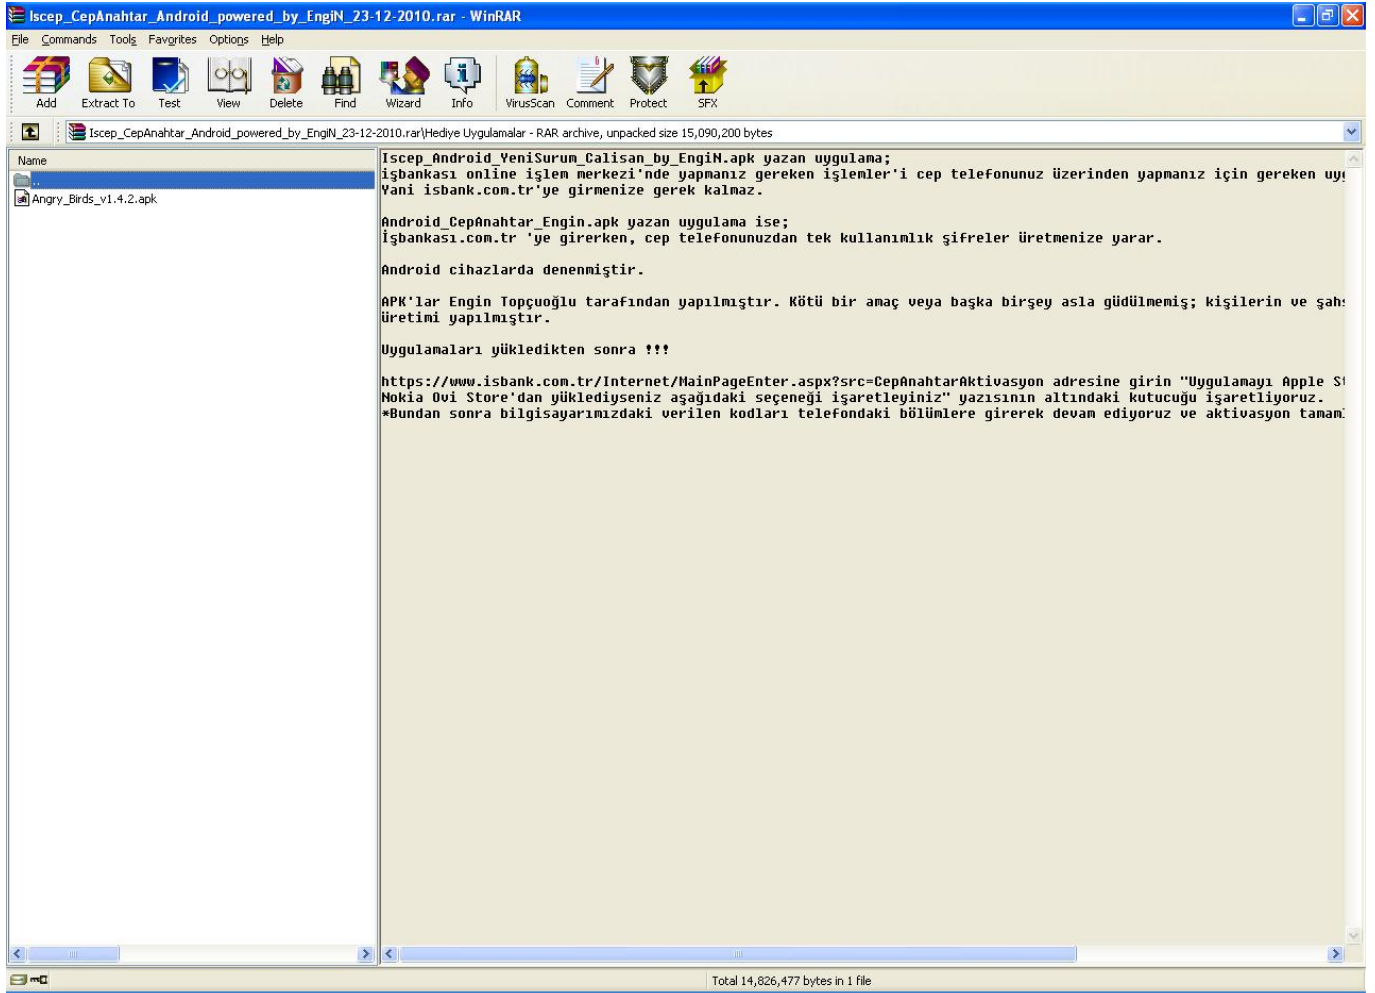 Iscep_CepAnahtar_Android_powered_by_EngiN_23-12-2010.rar - WinRAR
File Commands Tools Favorites Options Help
Add Extract To Test View Delete Find Wizard Info VirusScan Comment Protect SFX
Iscep_CepAnahtar_Android_powered_by_EngiN_23-12-2010.rar\Hediye Uygulamalar - RAR archive, unpacked size 15,090,200 bytes
Name
..
Angry_Birds_v1.4.2.apk
Iscep_Android_YeniSurum_Calisan_by_EngiN.apk yazan uygulama;
işbankası online işlem merkezi'nde yapmanız gereken işlemler'i cep telefonunuz üzerinden yapmanız için gereken
Yani isbank.com.tr'ye girmenize gerek kalmaz.
Android_CepAnahtar_Engin.apk yazan uygulama ise;
İşbankası.com.tr 'ye girerken, cep telefonunuzdan tek kullanımlık şifreler üretmenize yarar.
Android cihazlarda denenmiştir.
APK'lar Engin Topçuoğlu tarafından yapılmıştır. Kötü bir amaç veya başka birşey asla güdülmemiş; kişilerin ve
üretimi yapılmıştır.
Uygulamaları yükledikten sonra !!!
https://www.isbank.com.tr/Internet/MainPageEnter.aspx?src=CepAnahtarAktivasyon adresine girin "Uygulamayı Apple
Nokia Ovi Store'dan yüklediyseniz aşağıdaki seçeneği işaretleyiniz" yazısının altındaki kutucuğu işaretliyoruz.
*Bundan sonra bilgisayarımızdaki verilen kodları telefondaki bölümlere girerek devam ediyoruz ve aktivasyon
Total 14,826,477 bytes in 1 file